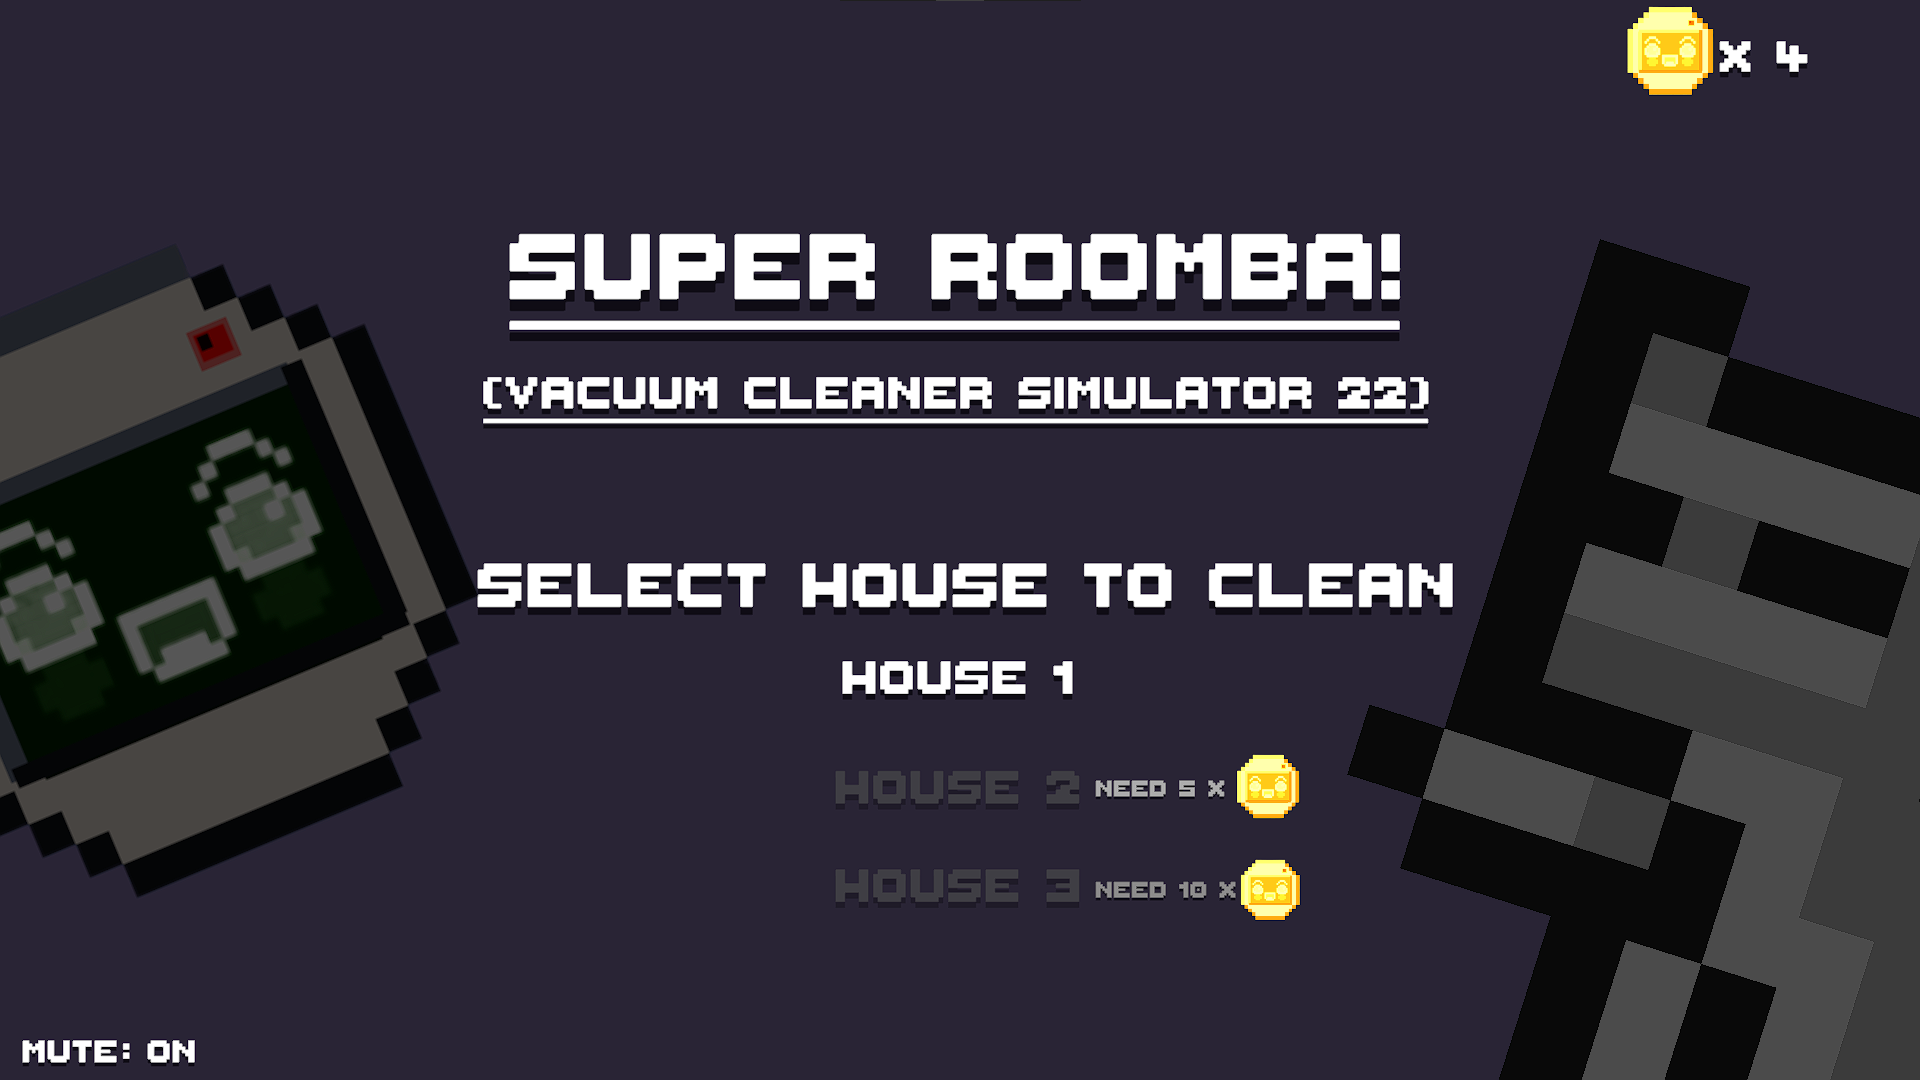 X 4
SUPER ROOMBA!
(VACUUM CLEANER SIMULATOR 22)
SELECT HOUSE TO CLEAN
HOUSE 1
HOUSE 2 NEED 5 X
HOUSE 3 NEED 10 X
MUTE: ON